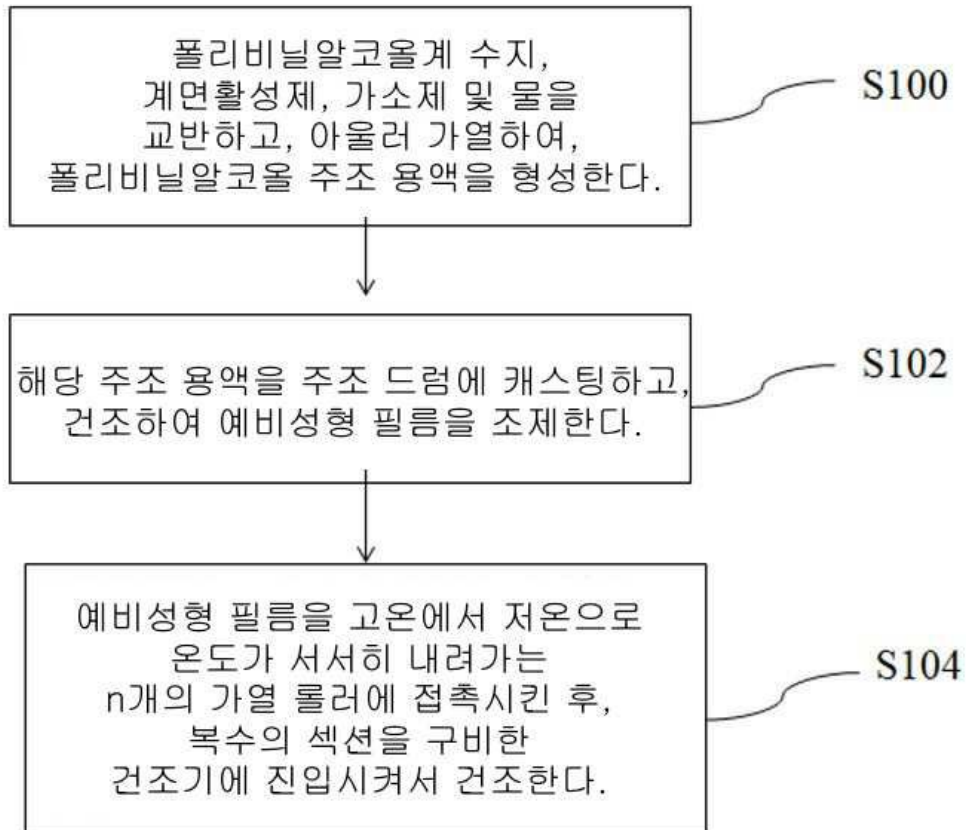 폴리비닐알코올계 수지,
계면활성제, 가소제 및 물을
교반하고, 아울러 가열하여,
폴리비닐알코올 주조 용액을 형성한다.
S100
해당 주조 용액을 주조 드럼에 캐스팅하고,
건조하여 예비성형 필름을 조제한다.
S102
예비성형 필름을 고온에서 저온으로
온도가 서서히 내려가는
n개의 가열 롤러에 접촉시킨 후,
복수의 섹션을 구비한
건조기에 진입시켜서 건조한다.
S104